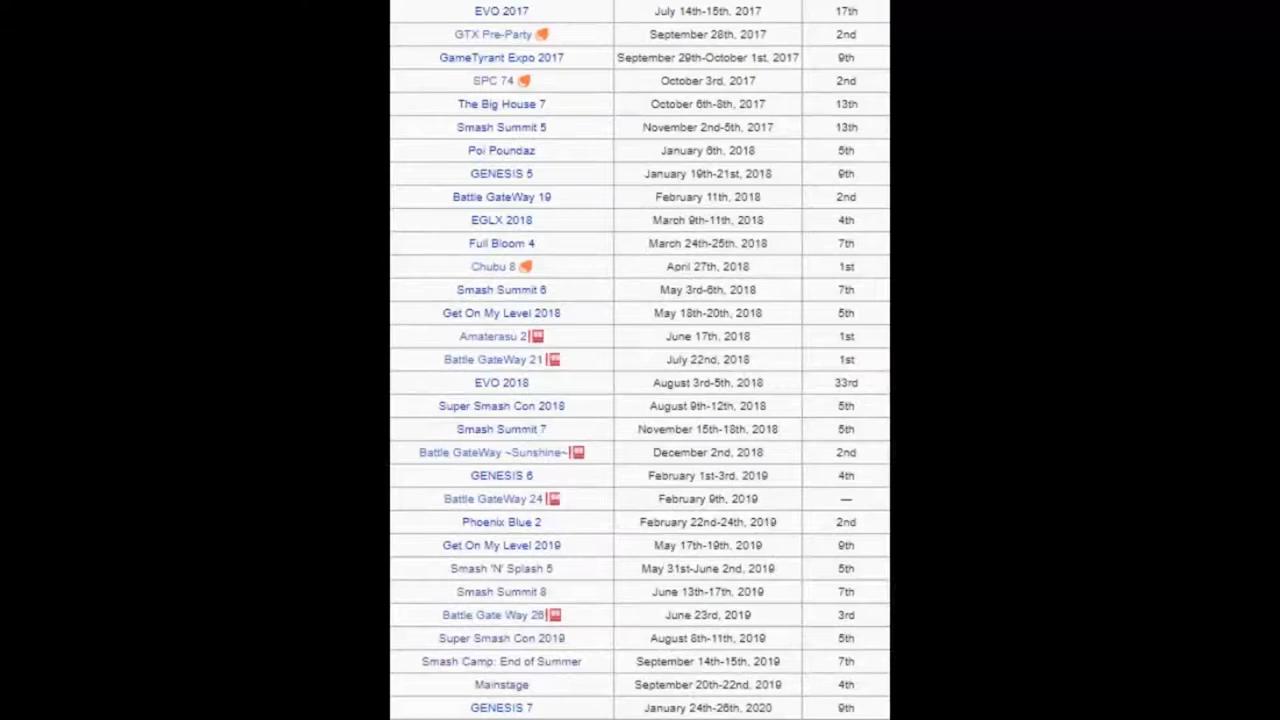 EVO 2017 July 14th-15th, 2017 17th
GTX Pre-Party September 28th, 2017 2nd
GameTyrant Expo 2017 September 29th-October 1st, 2017 9th
SPC 74 October 3rd, 2017 2nd
The Big House 7 October 6th-8th, 2017 13th
Smash Summit 5 November 2nd-5th, 2017 13th
Poi Poundaz January 6th, 2018 5th
GENESIS 5 January 19th-21st, 2018 9th
Battle GateWay 19 February 11th, 2018 2nd
EGLX 2018 March 9th-11th, 2018 4th
Full Bloom 4 March 24th-25th, 2018 7th
Chubu 8 April 27th, 2018 1st
Smash Summit 6 May 3rd-6th, 2018 7th
Get On My Level 2018 May 18th-20th, 2018 5th
Amaterasu 2 June 17th, 2018 1st
Battle GateWay 21 July 22nd, 2018 1st
EVO 2018 August 3rd-5th, 2018 33rd
Super Smash Con 2018 August 9th-12th, 2018 5th
Smash Summit 7 November 15th-18th, 2018 5th
Battle GateWay ~Sunshine~ December 2nd, 2018 2nd
GENESIS 6 February 1st-3rd, 2019 4th
Battle GateWay 24 February 9th, 2019 —
Phoenix Blue 2 February 22nd-24th, 2019 2nd
Get On My Level 2019 May 17th-19th, 2019 9th
Smash 'N' Splash 5 May 31st-June 2nd, 2019 5th
Smash Summit 8 June 13th-17th, 2019 7th
Battle Gate Way 26 June 23rd, 2019 3rd
Super Smash Con 2019 August 8th-11th, 2019 5th
Smash Camp: End of Summer September 14th-15th, 2019 7th
Mainstage September 20th-22nd, 2019 4th
GENESIS 7 January 24th-26th, 2020 9th